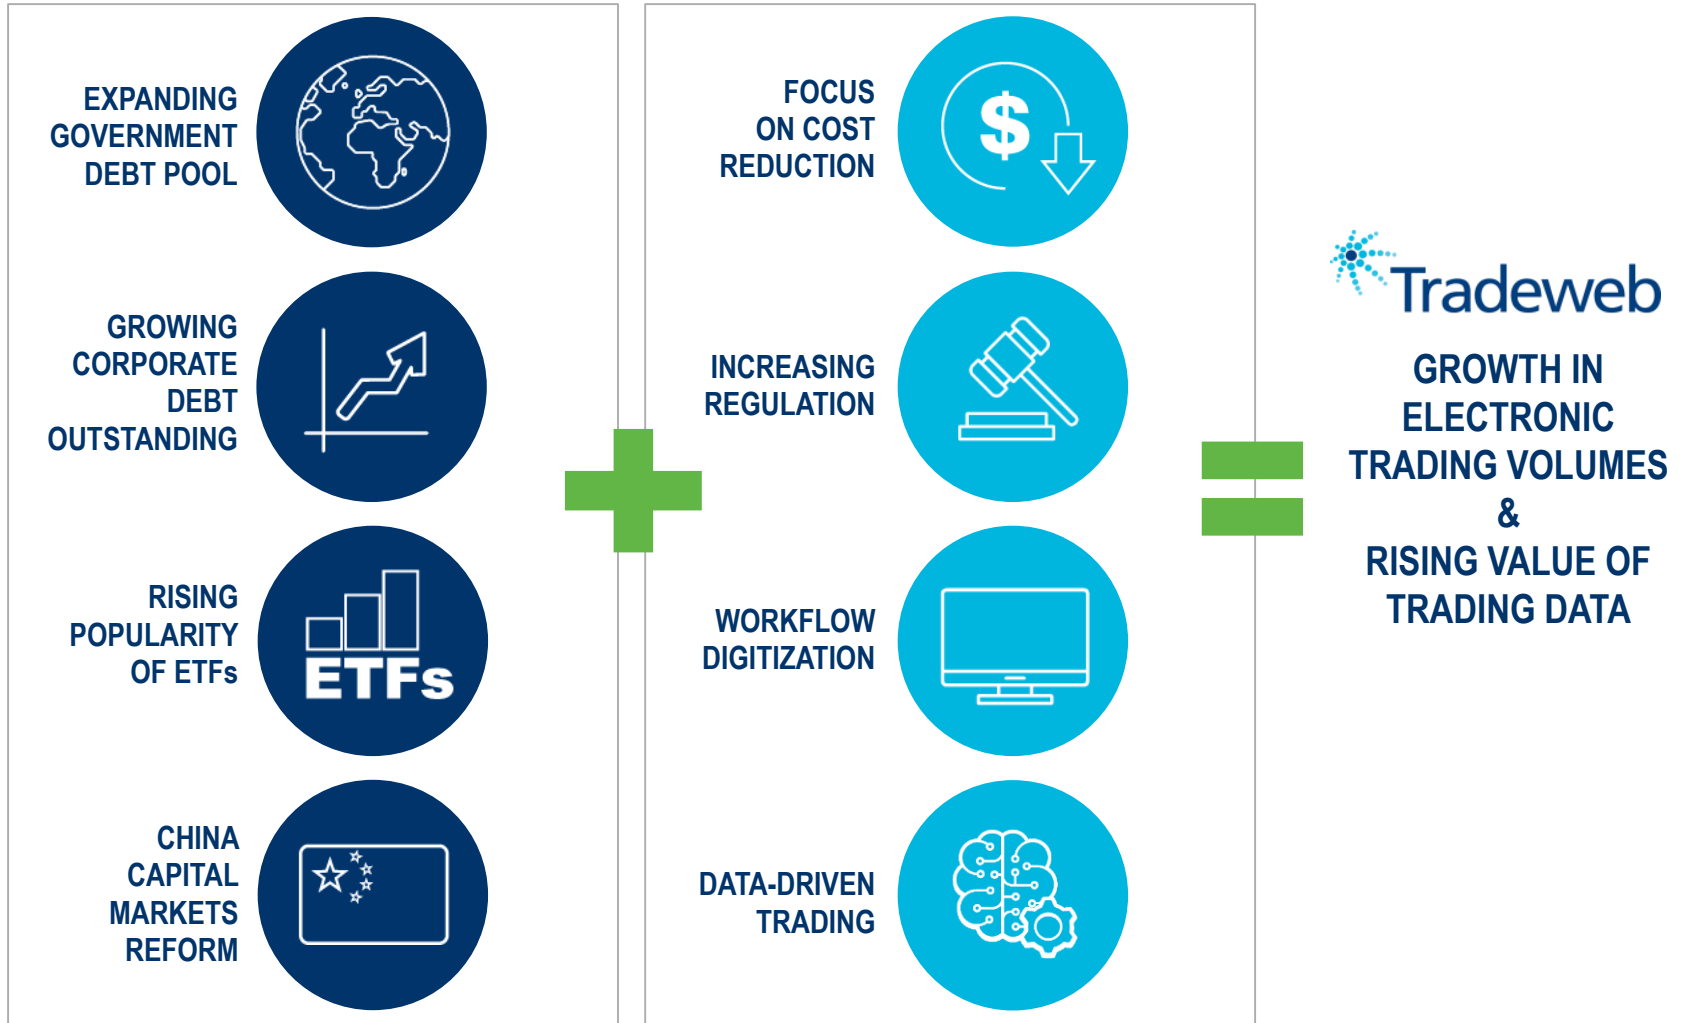 EXPANDING
GOVERNMENT
DEBT POOL
GROWING
CORPORATE
DEBT
OUTSTANDING
RISING
POPULARITY
OF ETFs
ETFs
CHINA
CAPITAL
MARKETS
REFORM
FOCUS
ON COST
REDUCTION
$
INCREASING
REGULATION
WORKFLOW
DIGITIZATION
DATA-DRIVEN
TRADING
Tradeweb
GROWTH IN
ELECTRONIC
TRADING VOLUMES
&
RISING VALUE OF
TRADING DATA